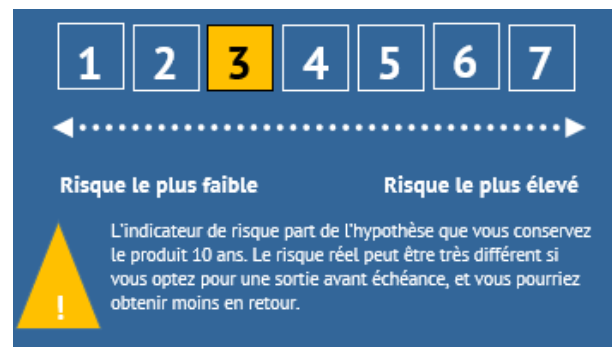 1 2 3 4 5 6 7
Risque le plus faible Risque le plus élevé
L'indicateur de risque part de l'hypothèse que vous conservez
le produit 10 ans. Le risque réel peut être très différent si
vous optez pour une sortie avant échéance, et vous pourriez
obtenir moins en retour.
!